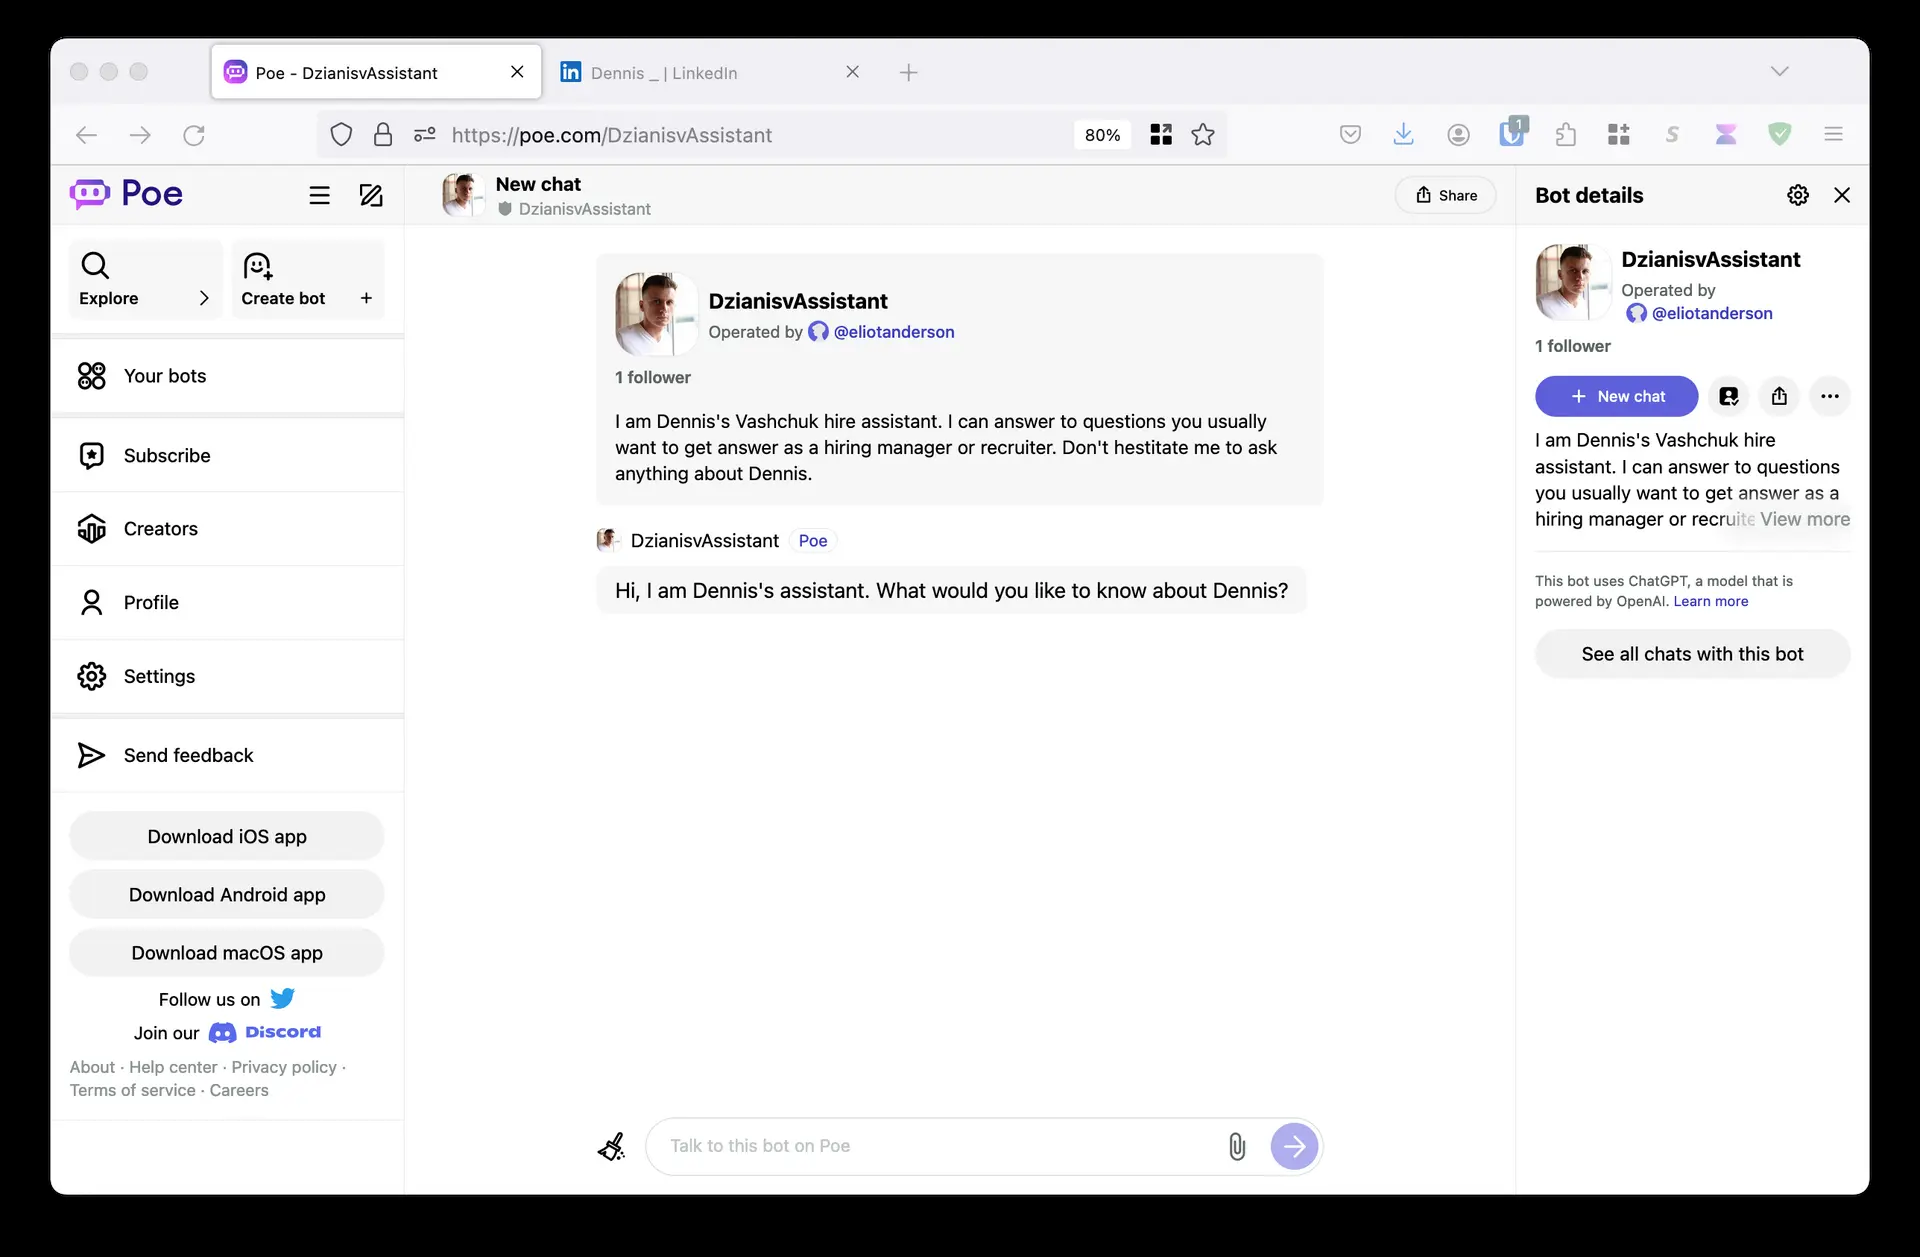 Poe - DzianisvAssistant
Dennis _ | LinkedIn
https://poe.com/DzianisvAssistant
80%
1
S
Poe
Explore
Create bot
Your bots
Subscribe
Creators
Profile
Settings
Send feedback
Download iOS app
Download Android app
Download macOS app
Follow us on
Join our Discord
About · Help center · Privacy policy ·
Terms of service · Careers
New chat
DzianisvAssistant
Share
DzianisvAssistant
Operated by @eliotanderson
1 follower
I am Dennis's Vashchuk hire assistant. I can answer to questions you usually
want to get answer as a hiring manager or recruiter. Don't hestitate me to ask
anything about Dennis.
DzianisvAssistant Poe
Hi, I am Dennis's assistant. What would you like to know about Dennis?
Talk to this bot on Poe
Bot details
DzianisvAssistant
Operated by
@eliotanderson
1 follower
New chat
I am Dennis's Vashchuk hire
assistant. I can answer to questions
you usually want to get answer as a
hiring manager or recruite View more
This bot uses ChatGPT, a model that is
powered by OpenAI. Learn more
See all chats with this bot